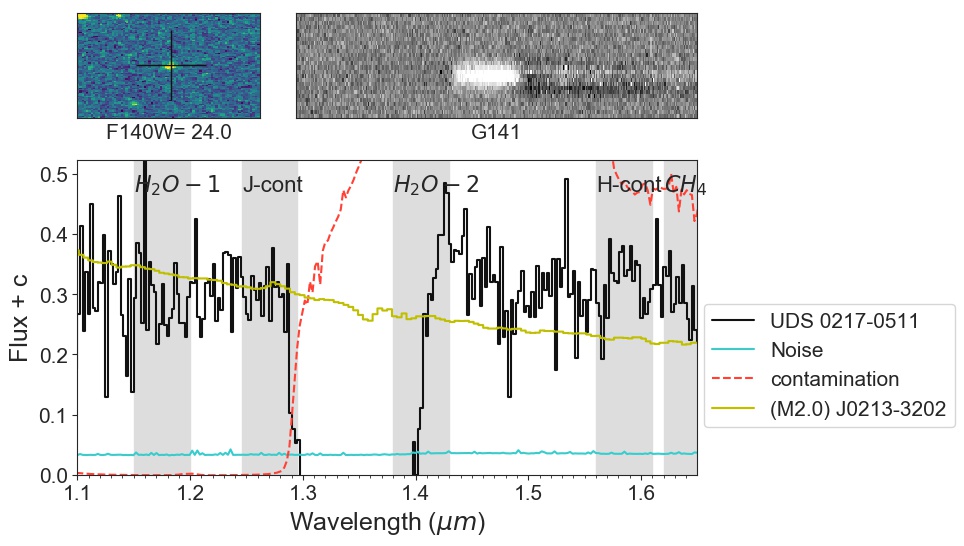 F140W= 24.0
G141
H₂O − 1
J-cont
H₂O − 2
H-cont
CH₄
0.5
0.4
0.3
0.2
0.1
0.0
Flux + c
1.1
1.2
1.3
1.4
1.5
1.6
Wavelength (μm)
UDS 0217-0511
Noise
contamination
(M2.0) J0213-3202